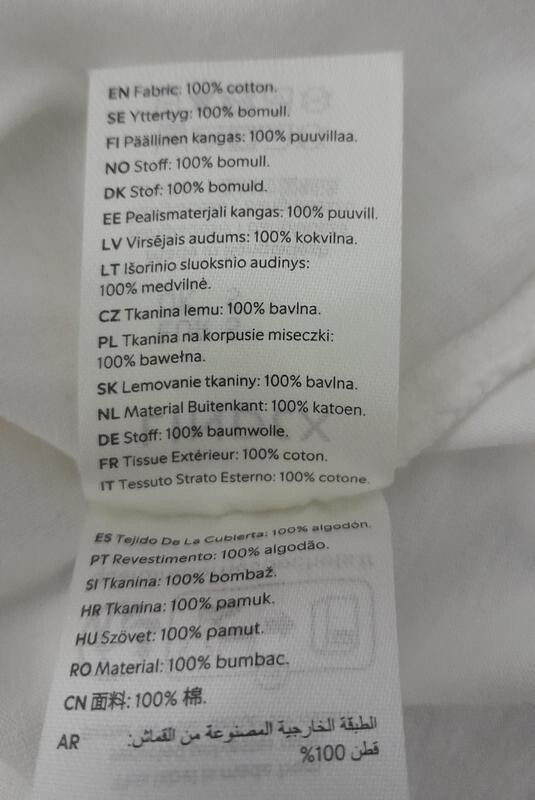 EN Fabric: 100% cotton.
SE Yttertyg: 100% bomull.
FI Päällinen kangas: 100% puuvillaa.
NO Stoff: 100% bomull.
DK Stof: 100% bomuld.
EE Pealismaterjali kangas: 100% puuvill.
LV Virsējais audums: 100% kokvilna.
LT Išorinio sluoksnio audinys:
100% medvilnė.
CZ Tkanina lemu: 100% bavlna.
PL Tkanina na korpusie miseczki:
100% bawełna.
SK Lemovanie tkaniny: 100% bavlna.
NL Material Buitenkant: 100% katoen.
DE Stoff: 100% baumwolle.
FR Tissue Extérieur: 100% coton.
IT Tessuto Strato Esterno: 100% cotone.
ES Tejido De La Cubierta: 100% algodón.
PT Revestimento: 100% algodão.
SI Tkanina: 100% bombaž.
HR Tkanina: 100% pamuk.
HU Szövet: 100% pamut.
RO Material: 100% bumbac.
CN 面料: 100% 棉.
AR الطبقة الخارجية المصنوعة من القماش:
قطن 100%